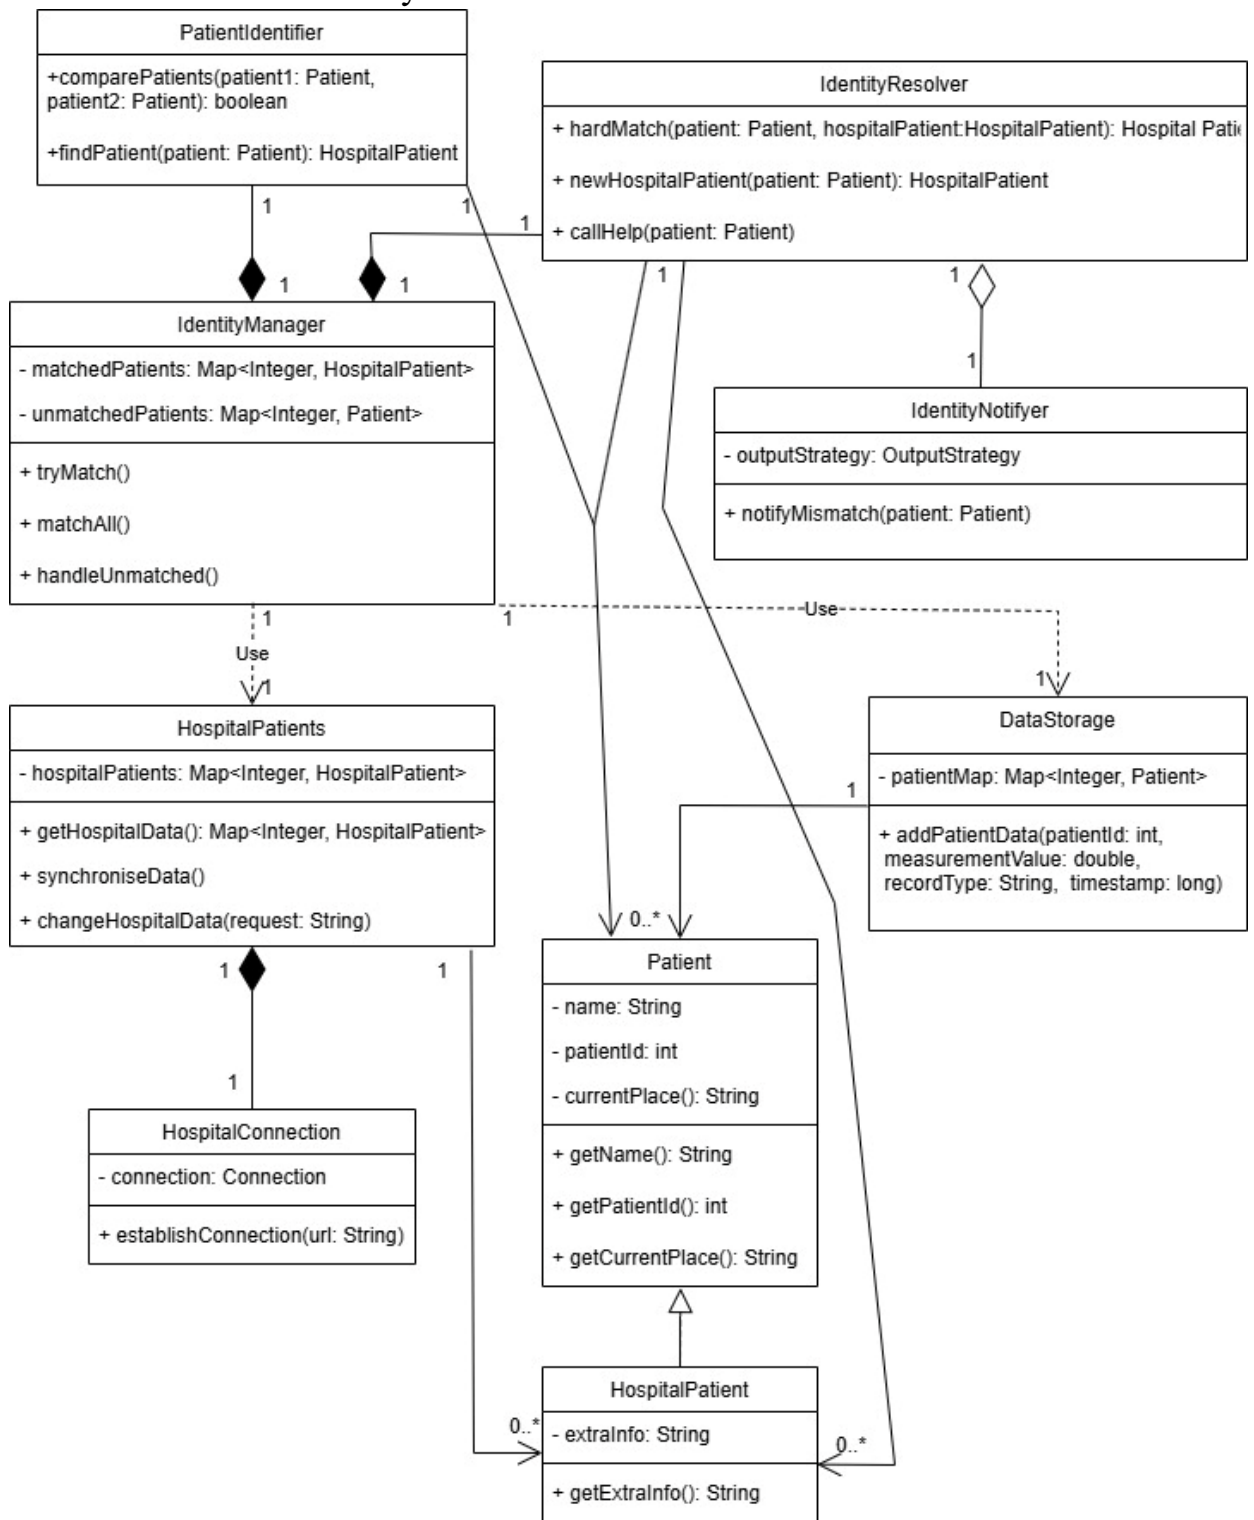 PatientIdentifier
+comparePatients(patient1: Patient,
patient2: Patient): boolean
+findPatient(patient: Patient): HospitalPatient
IdentityResolver
+ hardMatch(patient: Patient, hospitalPatient:HospitalPatient): Hospital
+ newHospitalPatient(patient: Patient): HospitalPatient
+ callHelp(patient: Patient)
1
1
1
1
1
1
1
1
1
IdentityManager
- matchedPatients: Map<Integer, HospitalPatient>
- unmatchedPatients: Map<Integer, Patient>
+ tryMatch()
+ matchAll()
+ handleUnmatched()
IdentityNotifyer
- outputStrategy: OutputStrategy
+ notifyMismatch(patient: Patient)
1
Use
1
1
Use
1
HospitalPatients
- hospitalPatients: Map<Integer, HospitalPatient>
+ getHospitalData(): Map<Integer, HospitalPatient>
+ synchroniseData()
+ changeHospitalData(request: String)
DataStorage
- patientMap: Map<Integer, Patient>
+ addPatientData(patientId: int,
measurementValue: double,
recordType: String, timestamp: long)
1
0..*
1
1
1
Patient
- name: String
- patientId: int
- currentPlace(): String
+ getName(): String
+ getPatientId(): int
+ getCurrentPlace(): String
HospitalConnection
- connection: Connection
+ establishConnection(url: String)
HospitalPatient
- extraInfo: String
+ getExtraInfo(): String
0..*
0..*